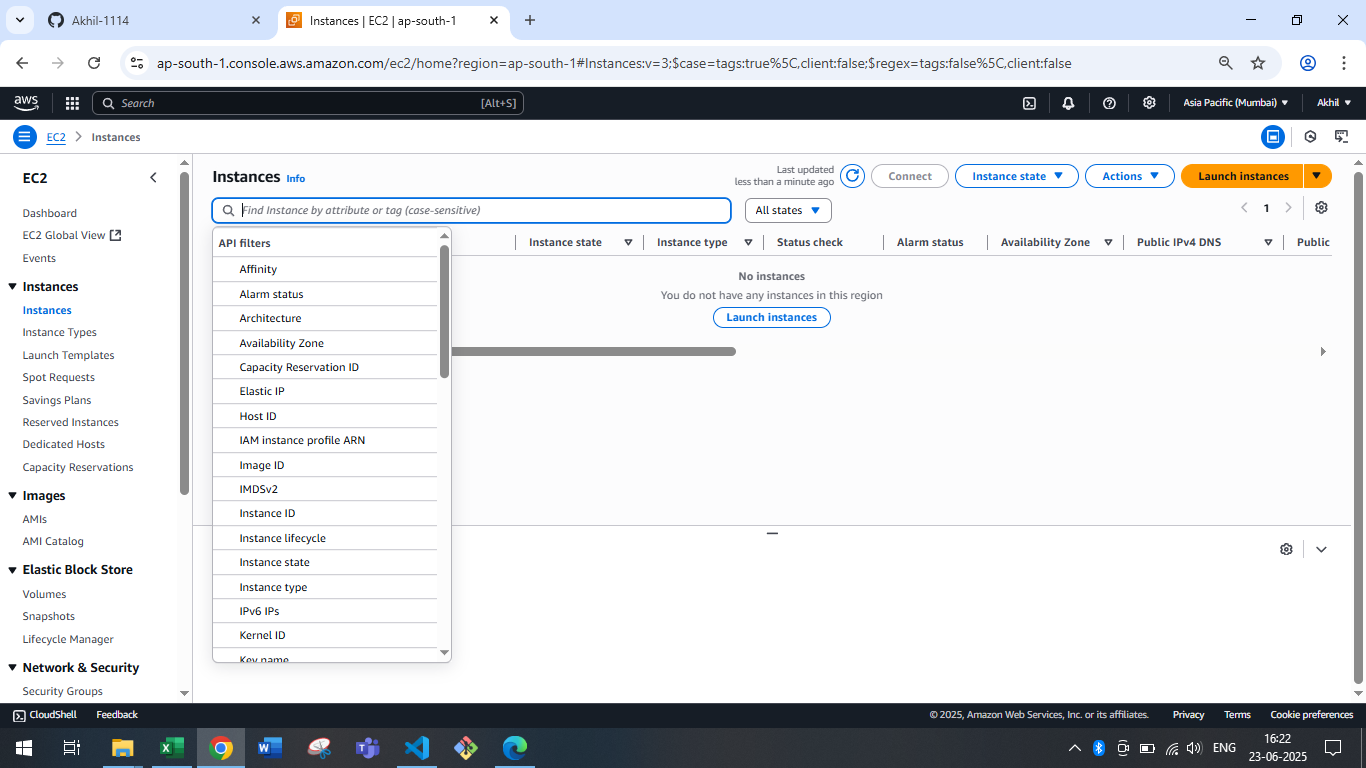 Akhil-1114
Instances | EC2 | ap-south-1
ap-south-1.console.aws.amazon.com/ec2/home?region=ap-south-1#Instances:v=3;$case=tags:true%5C,client:false;$regex=tags:false%5C,client:false
aws
Search
[Alt+S]
Asia Pacific (Mumbai)
Akhil
EC2
Instances
EC2
Dashboard
EC2 Global View
Events
Instances
Instances
Instance Types
Launch Templates
Spot Requests
Savings Plans
Reserved Instances
Dedicated Hosts
Capacity Reservations
Images
AMIs
AMI Catalog
Elastic Block Store
Volumes
Snapshots
Lifecycle Manager
Network & Security
Security Groups
Instances Info
Last updated
less than a minute ago
Connect
Instance state
Actions
Launch instances
Find Instance by attribute or tag (case-sensitive)
All states
1
API filters
Affinity
Alarm status
Architecture
Availability Zone
Capacity Reservation ID
Elastic IP
Host ID
IAM instance profile ARN
Image ID
IMDSv2
Instance ID
Instance lifecycle
Instance state
Instance type
IPv6 IPs
Kernel ID
Key name
Instance state
Instance type
Status check
Alarm status
Availability Zone
Public IPv4 DNS
Public
No instances
You do not have any instances in this region
Launch instances
CloudShell
Feedback
© 2025, Amazon Web Services, Inc. or its affiliates.
Privacy
Terms
Cookie preferences
ENG
16:22
23-06-2025